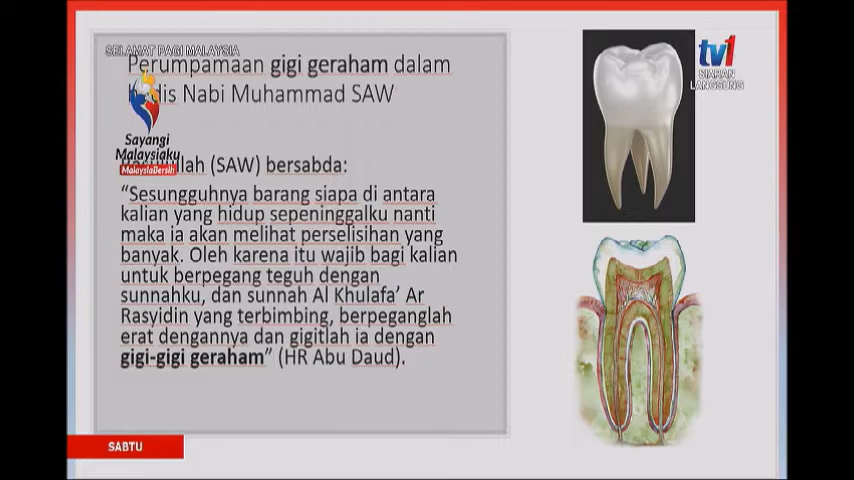 SELAMAT PAGI MALAYSIA
Perumpamaan gigi geraham dalam
Nabi Muhammad SAW
tv1
SIARAN
LANGSUNG
Sayangi
Malaysiaku
MalaysiaBersih
(SAW) bersabda:
“Sesungguhnya barang siapa di antara
kalian yang hidup sepeninggalku nanti
maka ia akan melihat perselisihan yang
banyak. Oleh karena itu wajib bagi kalian
untuk berpegang teguh dengan
sunnahku, dan sunnah Al Khulafa’ Ar
Rasyidin yang terbimbing, berpeganglah
erat dengannya dan gigitlah ia dengan
gigi-gigi geraham” (HR Abu Daud).
SABTU